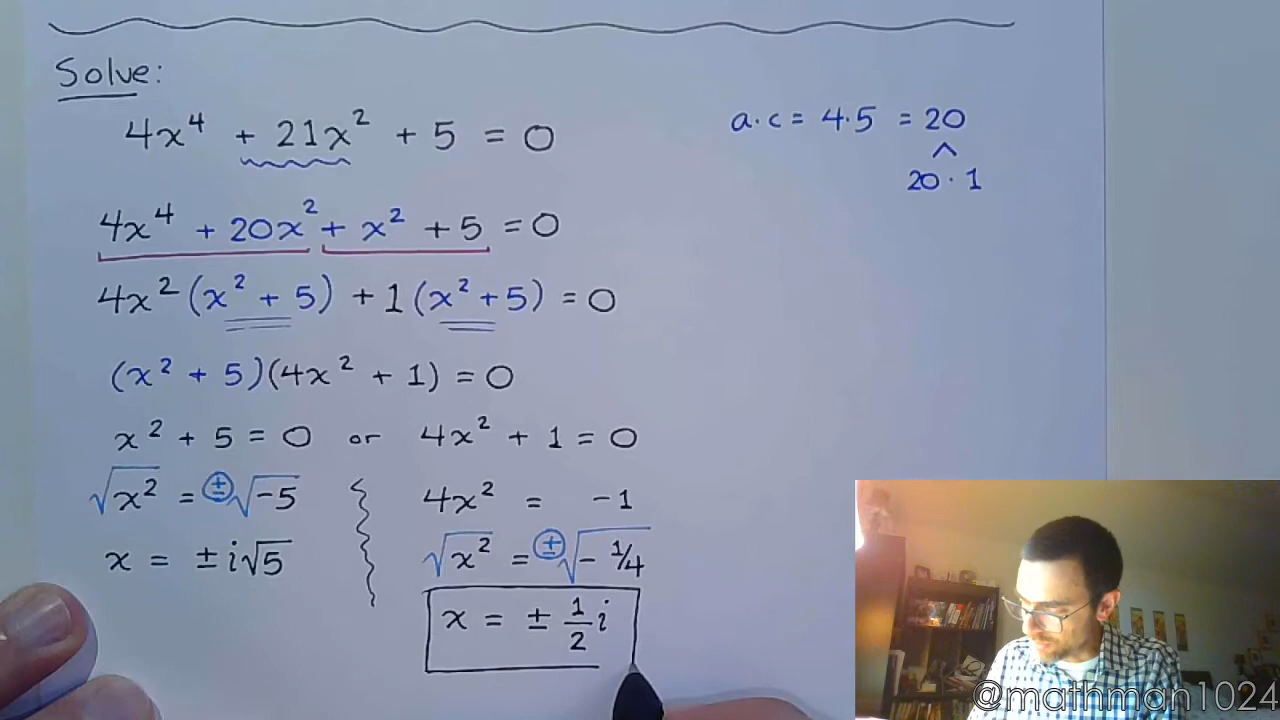 Solve:
4x⁴ + 21x² + 5 = 0
a·c = 4·5 = 20
20 · 1
4x⁴ + 20x² + x² + 5 = 0
4x²(x² + 5) + 1(x² + 5) = 0
(x² + 5)(4x² + 1) = 0
x² + 5 = 0 or 4x² + 1 = 0
√x² = ±√-5
4x² = -1
x = ±i√5
√x² = ±√-1/4
x = ± 1/2 i
@mathman1024